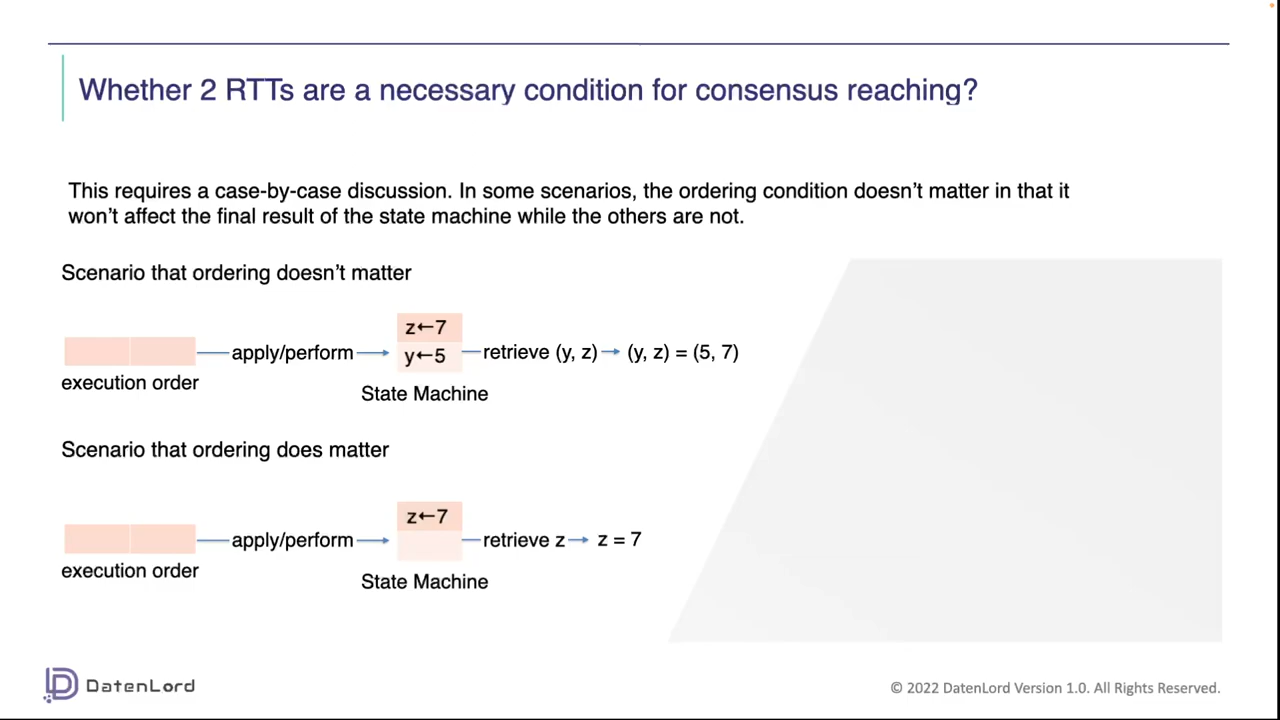 Whether 2 RTTs are a necessary condition for consensus reaching?
This requires a case-by-case discussion. In some scenarios, the ordering condition doesn’t matter in that it
won’t affect the final result of the state machine while the others are not.
Scenario that ordering doesn’t matter
z←7
apply/perform
y←5
retrieve (y, z)
(y, z) = (5, 7)
execution order
State Machine
Scenario that ordering does matter
z←7
apply/perform
retrieve z
z = 7
execution order
State Machine
DatenLord
© 2022 DatenLord Version 1.0. All Rights Reserved.